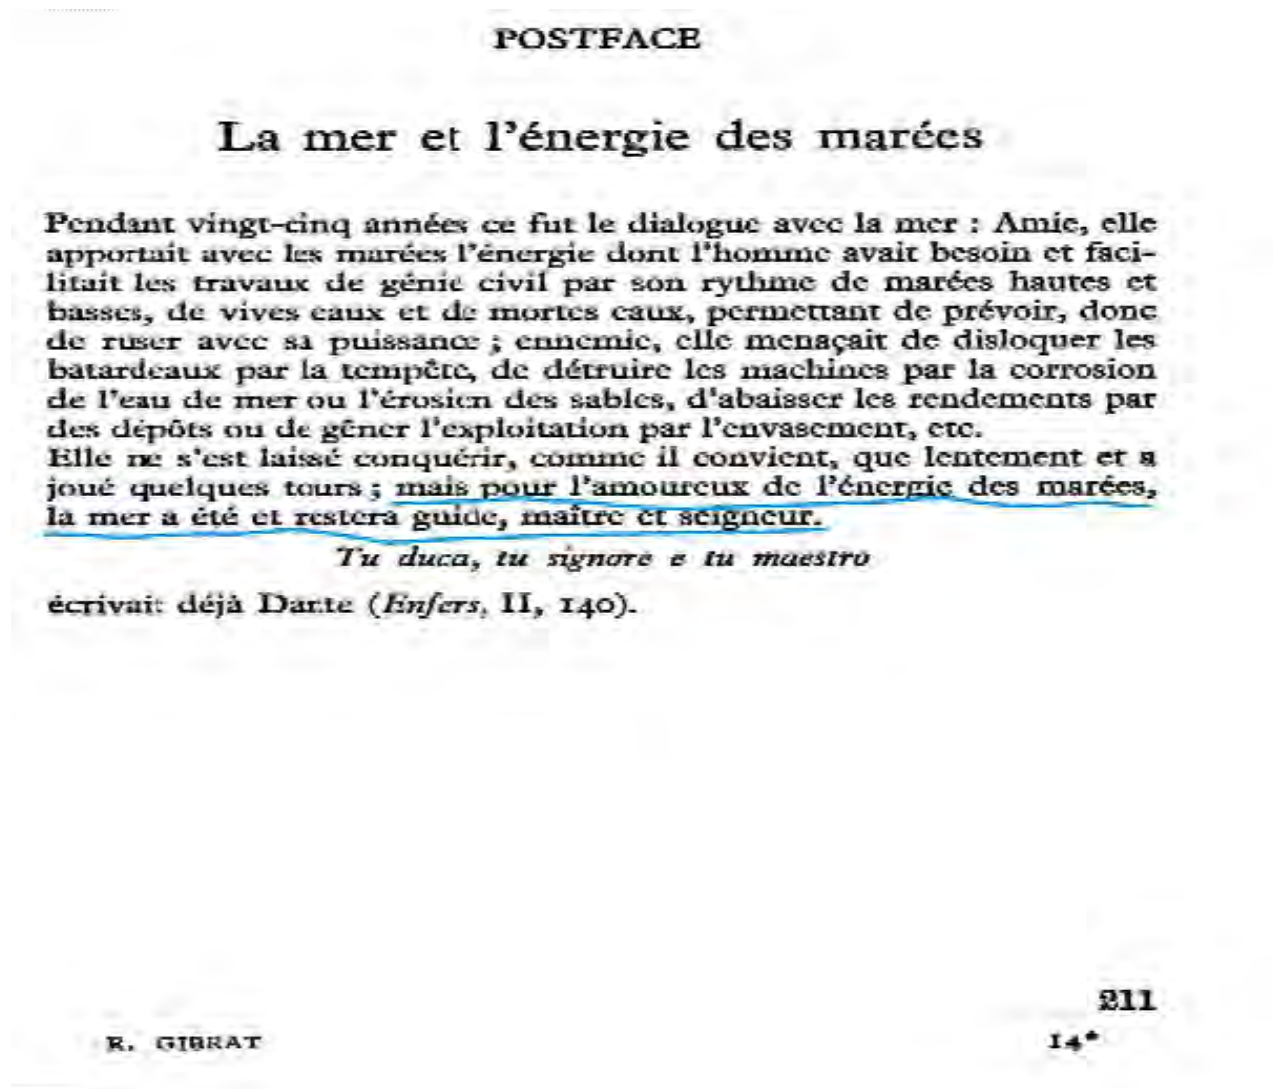 POSTFACE
La mer et l'énergie des marées
Pendant vingt-cinq années ce fut le dialogue avec la mer : Amie, elle
apportait avec les marées l'énergie dont l'homme avait besoin et faci-
litait les travaux de génie civil par son rythme de marées hautes et
basses, de vives eaux et de mortes eaux, permettant de prévoir, donc
de ruser avec sa puissance ; ennemie, elle menaçait de disloquer les
batardeaux par la tempête, de détruire les machines par la corrosion
de l'eau de mer ou l'érosion des sables, d'abaisser les rendements par
des dépôts ou de gêner l'exploitation par l'envasement, etc.
Elle ne s'est laissé conquérir, comme il convient, que lentement et a
joué quelques tours ; mais pour l'amoureux de l'énergie des marées,
la mer a été et restera guide, maître et seigneur.
Tu duca, tu signore e tu maestro
écrivait déjà Dante (Enfers, II, 140).
211
R. GIBRAT
14*